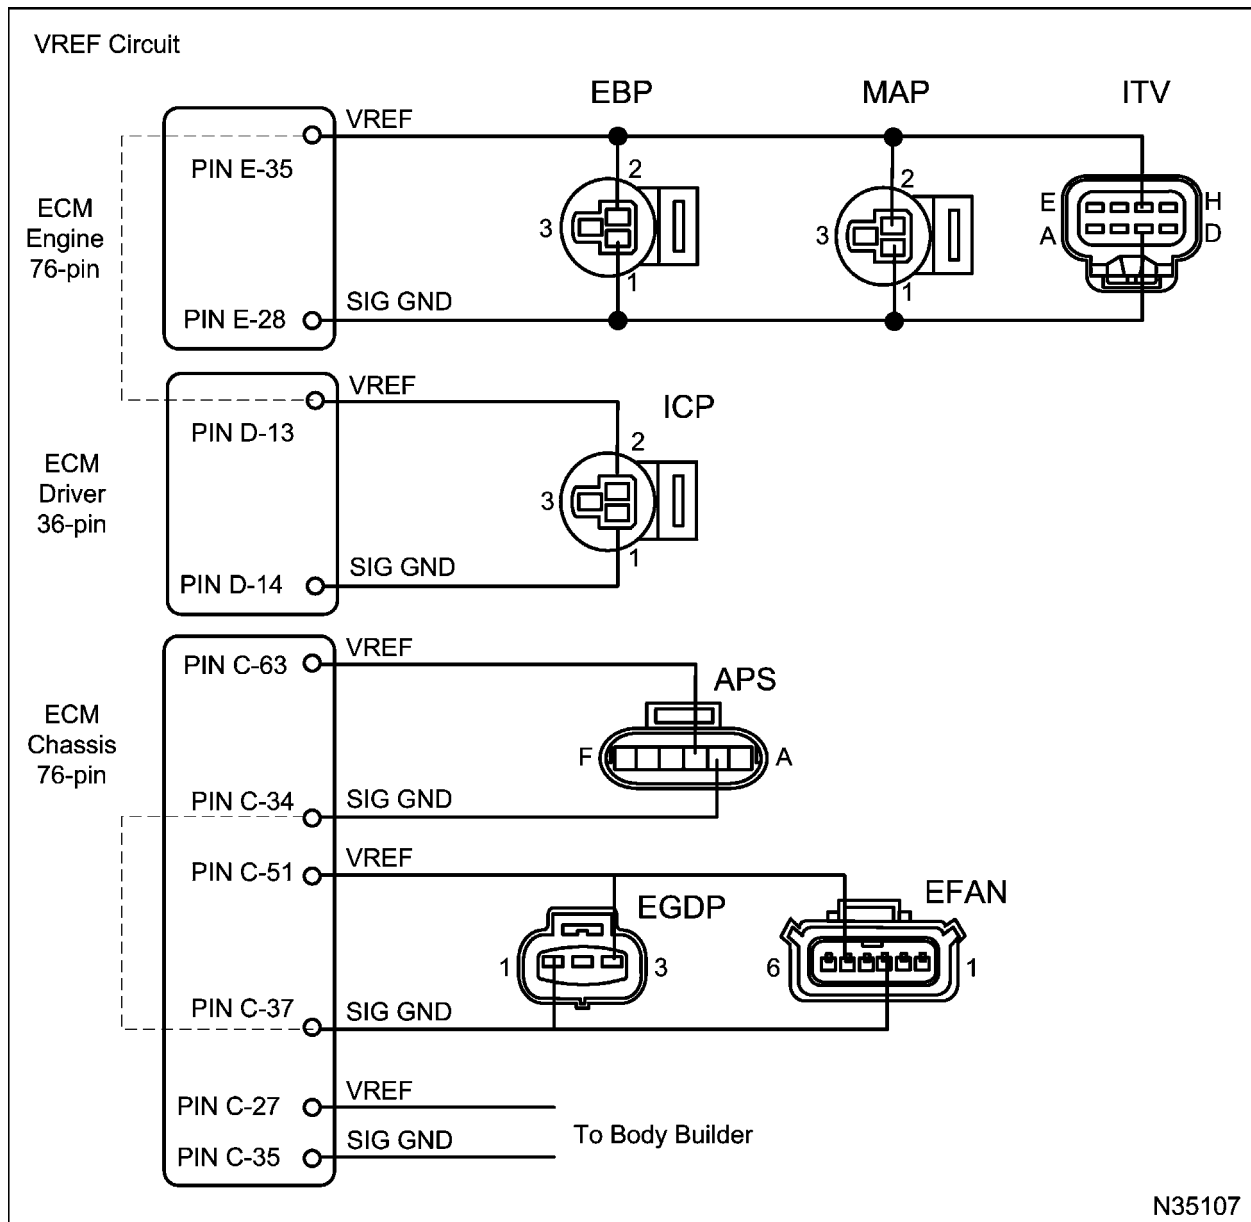 VREF Circuit
EBP MAP ITV
VREF
PIN E-35
2 2
E H
3 3 A D
ECM
Engine
76-pin
1 1
SIG GND
PIN E-28
VREF
ICP
PIN D-13
2
ECM
Driver
36-pin
3
1
SIG GND
PIN D-14
VREF
PIN C-63
APS
ECM
Chassis
76-pin
F A
PIN C-34 SIG GND
VREF
PIN C-51
EGDP EFAN
1 3 6 1
PIN C-37 SIG GND
VREF
PIN C-27
To Body Builder
SIG GND
PIN C-35
N35107